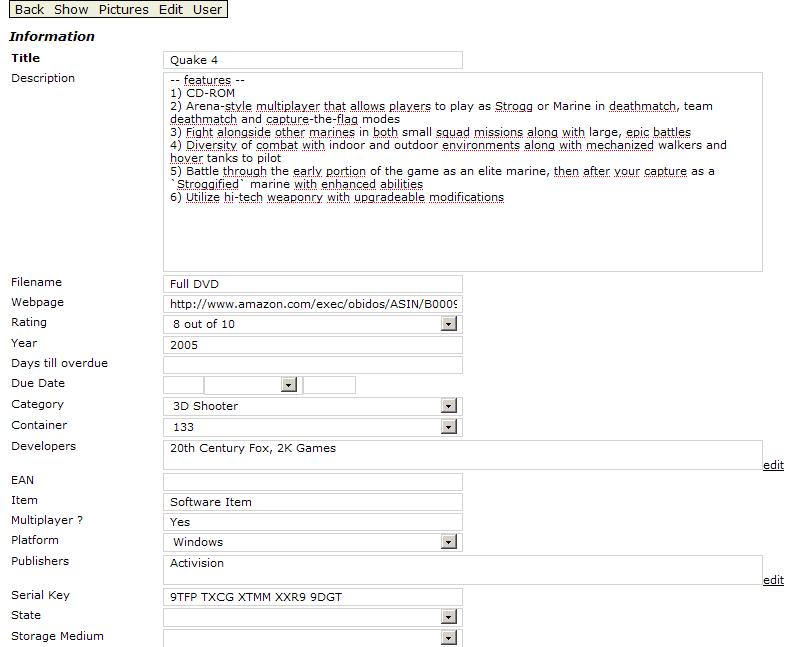 Back Show Pictures Edit User
Information
Title Quake 4
Description -- features --
1) CD-ROM
2) Arena-style multiplayer that allows players to play as Strogg or Marine in deathmatch, team
deathmatch and capture-the-flag modes
3) Fight alongside other marines in both small squad missions along with large, epic battles
4) Diversity of combat with indoor and outdoor environments along with mechanized walkers and
hover tanks to pilot
5) Battle through the early portion of the game as an elite marine, then after your capture as a
`Stroggified` marine with enhanced abilities
6) Utilize hi-tech weaponry with upgradeable modifications
Filename Full DVD
Webpage http://www.amazon.com/exec/obidos/ASIN/B0009
Rating 8 out of 10
Year 2005
Days till overdue
Due Date
Category 3D Shooter
Container 133
Developers 20th Century Fox, 2K Games
edit
EAN
Item Software Item
Multiplayer ? Yes
Platform Windows
Publishers Activision
edit
Serial Key 9TFP TXCG XTMM XXR9 9DGT
State
Storage Medium